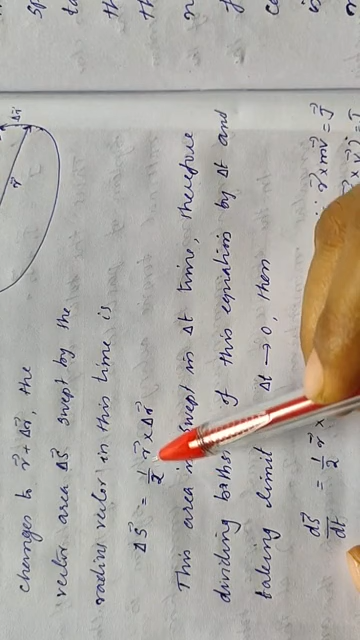 Δr⃗
r⃗
changes to r⃗ + Δr⃗, the
vector area ΔS⃗ swept by the
radius vector in this time is
ΔS⃗ = 1/2 r⃗ × Δr⃗
This area is swept in Δt time, therefore
dividing both of this equation by Δt and
taking limit Δt → 0, then
dS⃗/dt = 1/2 r⃗ ×
r⃗ × mv⃗ = J⃗